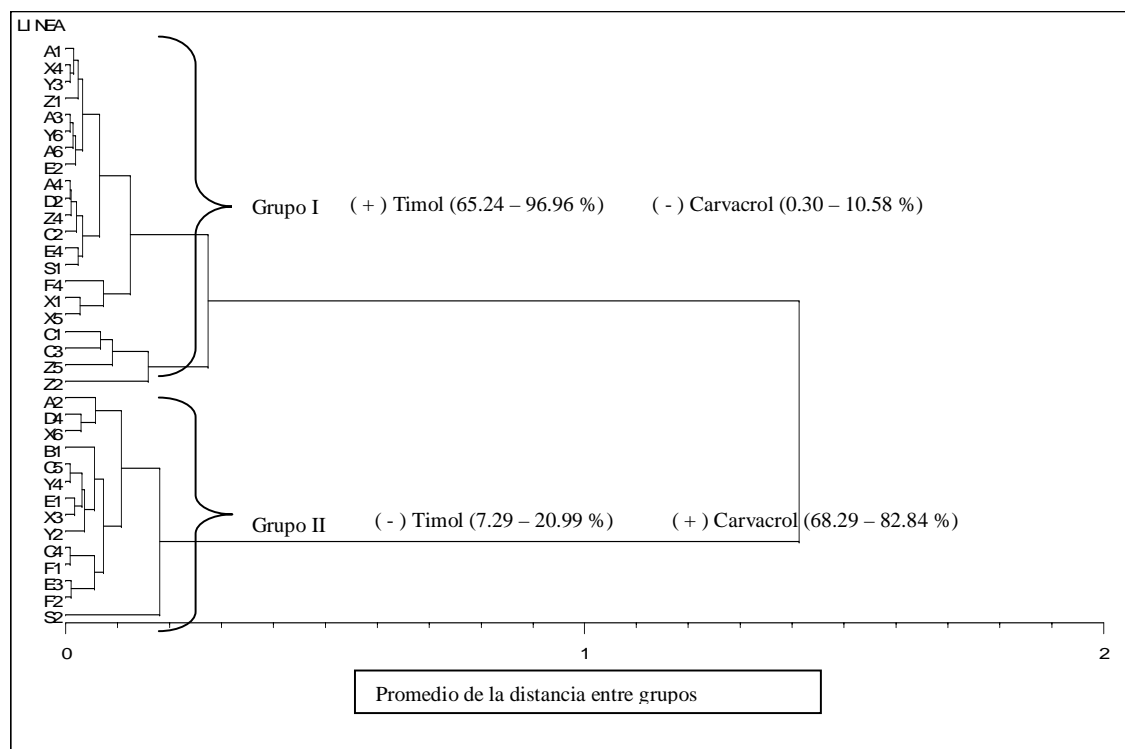 LINEA
A1
X4
Y3
Z1
A3
Y6
A6
E2
A4
D2
Z4
C2
E4
S1
F4
X1
X5
C1
C3
Z5
Z2
A2
D4
X6
B1
C5
Y4
E1
X3
Y2
C4
F1
E3
F2
S2
Grupo I ( + ) Timol (65.24 – 96.96 %) ( - ) Carvacrol (0.30 – 10.58 %)
Grupo II ( - ) Timol (7.29 – 20.99 %) ( + ) Carvacrol (68.29 – 82.84 %)
0 1 2
Promedio de la distancia entre grupos